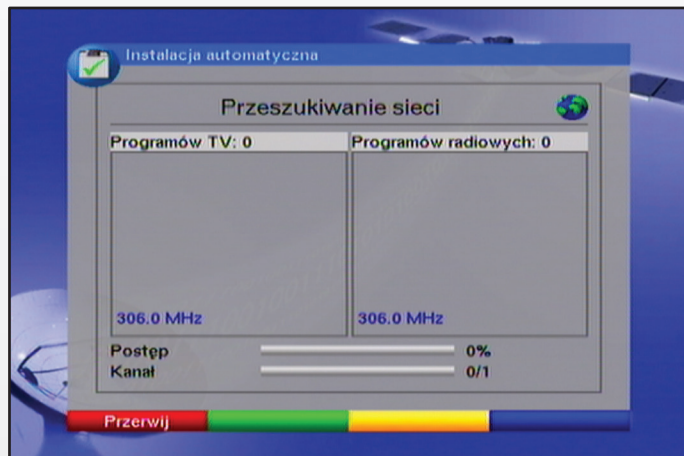 Instalacja automatyczna
Przeszukiwanie sieci
Programów TV: 0
Programów radiowych: 0
306.0 MHz
306.0 MHz
Postęp 0%
Kanał 0/1
Przerwij